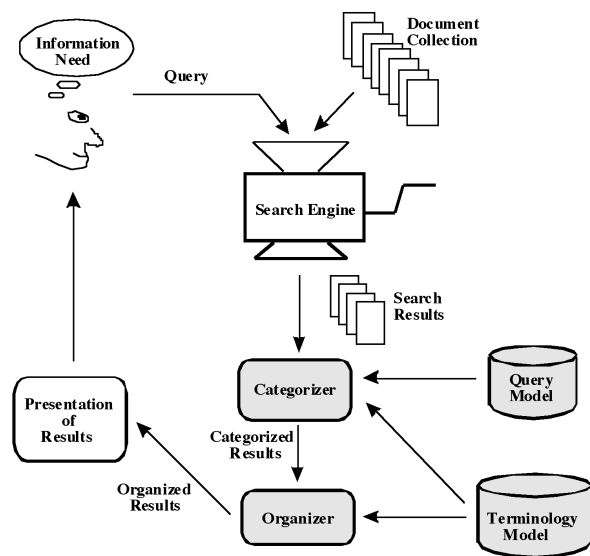 Information
Need
Document
Collection
Query
Search Engine
Search
Results
Categorizer
Query
Model
Presentation
of
Results
Categorized
Results
Organized
Results
Organizer
Terminology
Model